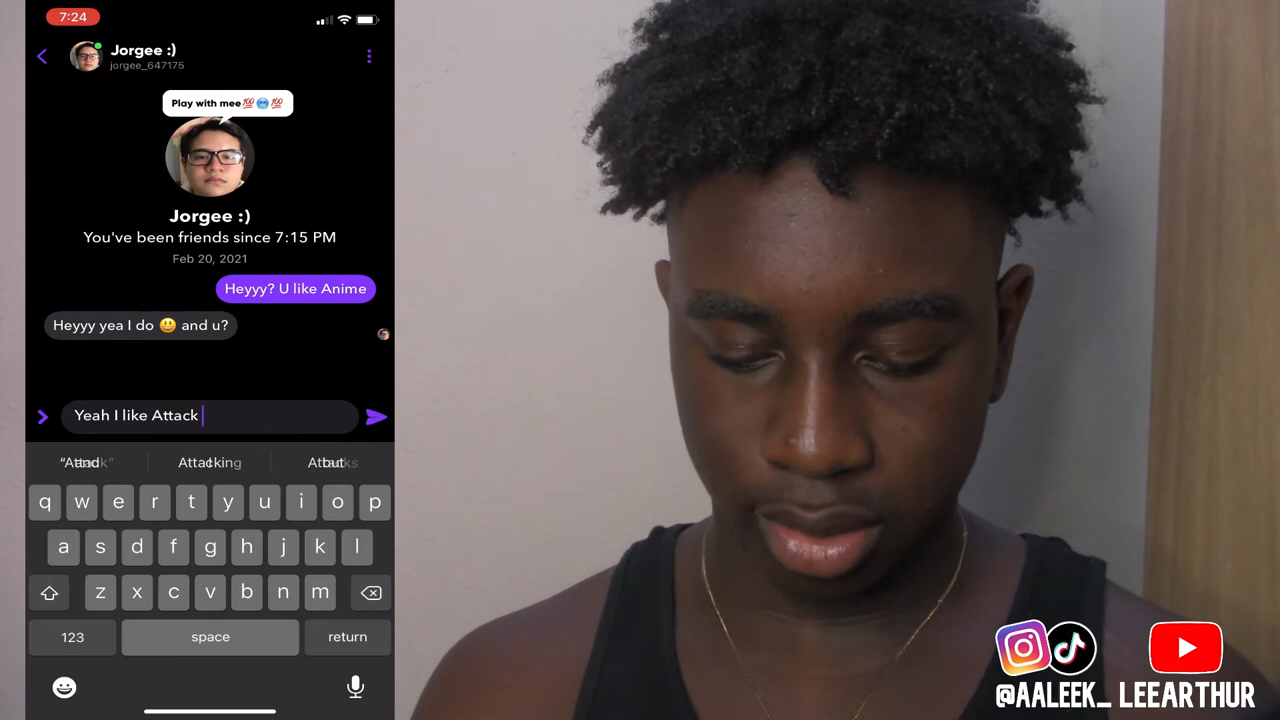 7:24
Jorgee :)
jorgee_647175
Play with mee💯🥶💯
Jorgee :)
You've been friends since 7:15 PM
Feb 20, 2021
Heyyy? U like Anime
Heyyy yea I do 😃 and u?
Yeah I like Attack
q w e r t y u i o p
a s d f g h j k l
z x c v b n m
123 space return
@AALEEK_ LEEARTHUR